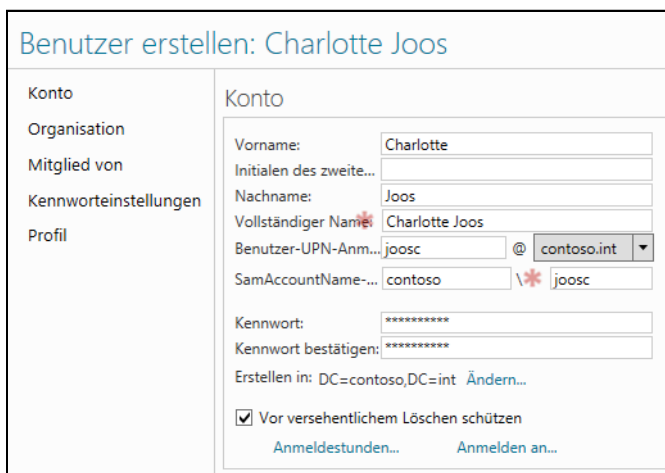 Benutzer erstellen: Charlotte Joos
Konto
Organisation
Mitglied von
Kennworteinstellungen
Profil
Konto
Vorname: Charlotte
Initialen des zweite...
Nachname: Joos
Vollständiger Name: Charlotte Joos
Benutzer-UPN-Anm... joosc @ contoso.int
SamAccountName-... contoso \ joosc
Kennwort: **********
Kennwort bestätigen: **********
Erstellen in: DC=contoso,DC=int Ändern...
Vor versehentlichem Löschen schützen
Anmeldestunden... Anmelden an...